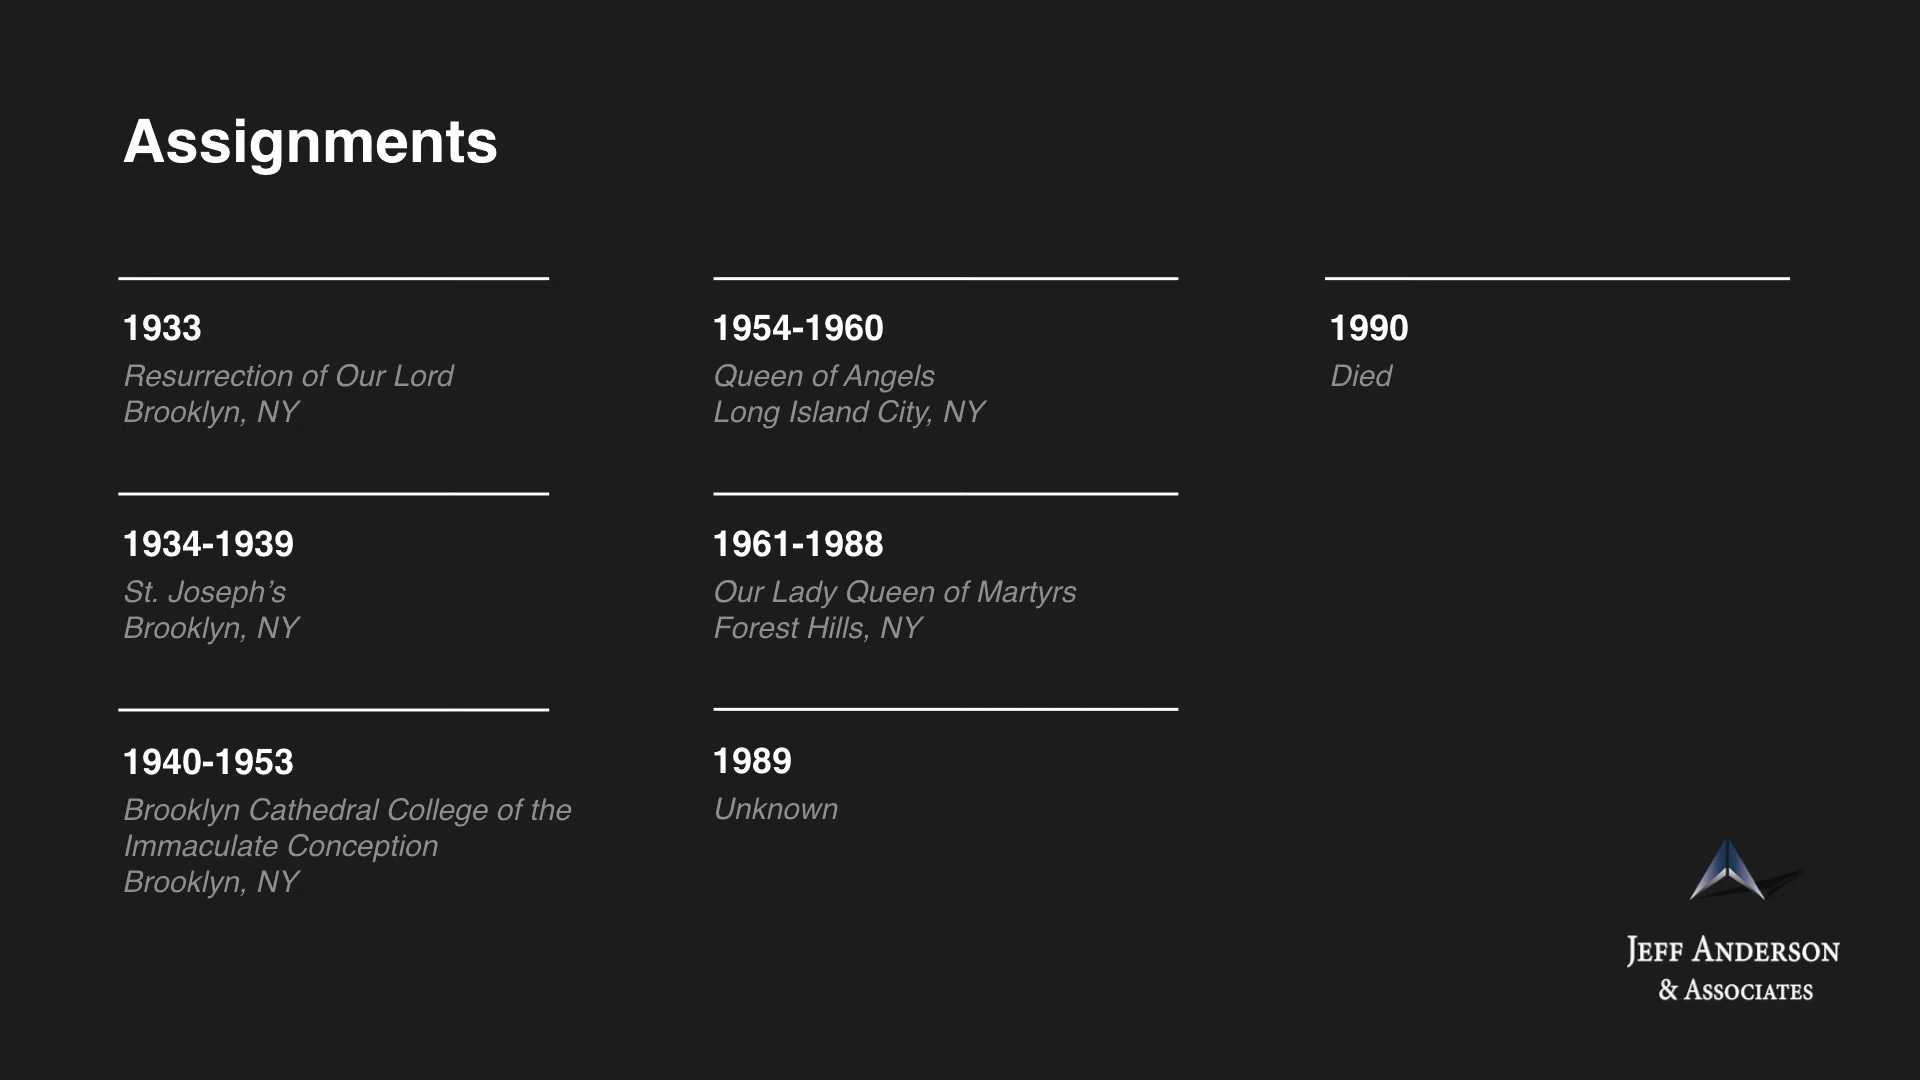 Assignments
1933
Resurrection of Our Lord
Brooklyn, NY
1934-1939
St. Joseph’s
Brooklyn, NY
1940-1953
Brooklyn Cathedral College of the
Immaculate Conception
Brooklyn, NY
1954-1960
Queen of Angels
Long Island City, NY
1961-1988
Our Lady Queen of Martyrs
Forest Hills, NY
1989
Unknown
1990
Died
JEFF ANDERSON
& ASSOCIATES